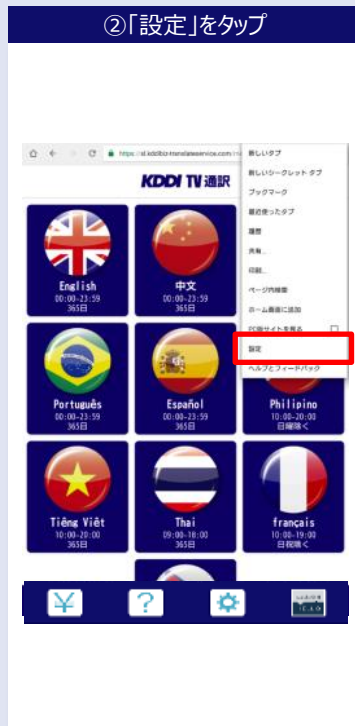 ②「設定」をタップ
https://sl.kddibiz-translateservice.com/
新しいタブ
新しいシークレット タブ
ブックマーク
最近使ったタブ
履歴
共有...
印刷...
ページ内検索
ホーム画面に追加
PC版サイトを見る
設定
ヘルプとフィードバック
KDDI TV通訳
English
00:00-23:59
365日
中文
00:00-23:59
365日
Português
00:00-23:59
365日
Español
00:00-23:59
365日
Philipino
10:00-20:00
日曜除く
Tiêng Viêt
10:00-20:00
365日
Thai
09:00-18:00
365日
français
10:00-19:00
日祝除く